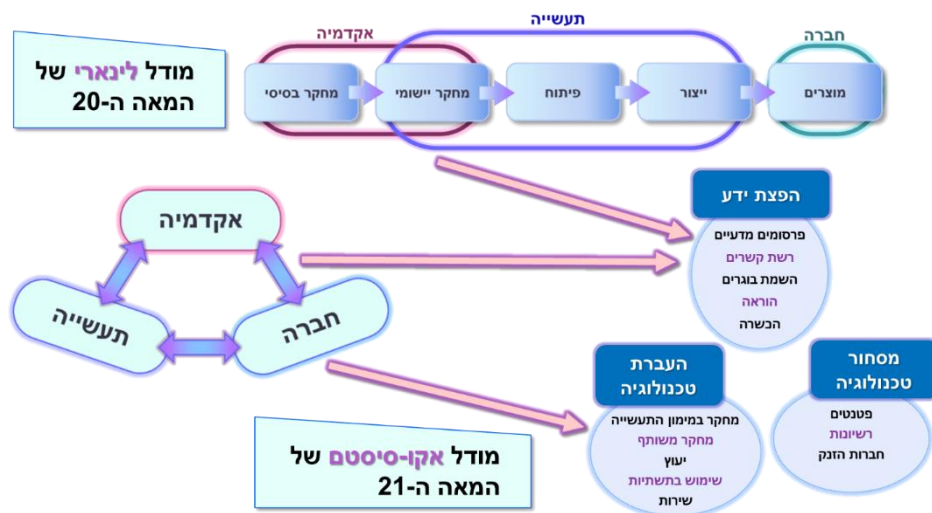 תעשייה
אקדמיה
חברה
מודל לינארי של
המאה ה-20
מחקר בסיסי
מחקר יישומי
פיתוח
ייצור
מוצרים
הפצת ידע
פרסומים מדעיים
רשת קשרים
השמת בוגרים
הוראה
הכשרה
אקדמיה
תעשייה
חברה
העברת
טכנולוגיה
מחקר במימון התעשייה
מחקר משותף
יעוץ
שימוש בתשתיות
שירות
מסחור
טכנולוגיה
פטנטים
רשיונות
חברות הזנק
מודל אקו-סיסטם של
המאה ה-21